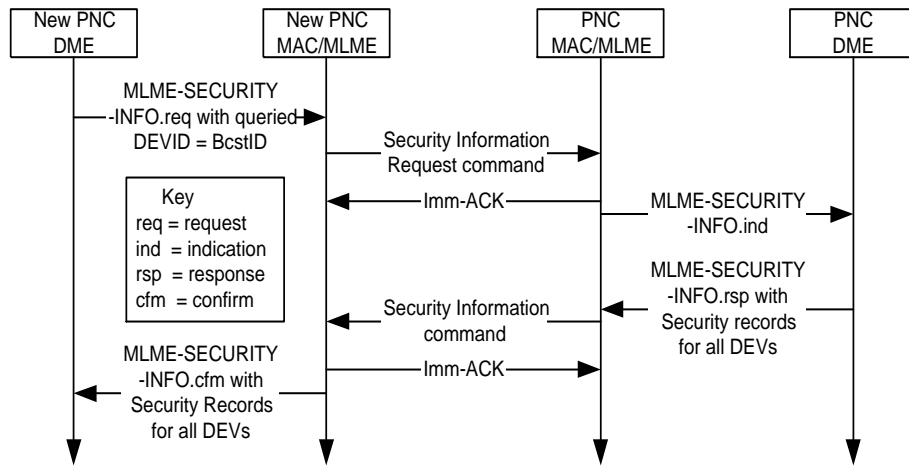 New PNC
DME
New PNC
MAC/MLME
PNC
MAC/MLME
PNC
DME
MLME-SECURITY
-INFO.req with queried
DEVID = BcstID
Security Information
Request command
Imm-ACK
MLME-SECURITY
-INFO.ind
Key
req = request
ind = indication
rsp = response
cfm = confirm
MLME-SECURITY
-INFO.rsp with
Security records
for all DEVs
Security Information
command
Imm-ACK
MLME-SECURITY
-INFO.cfm with
Security Records
for all DEVs